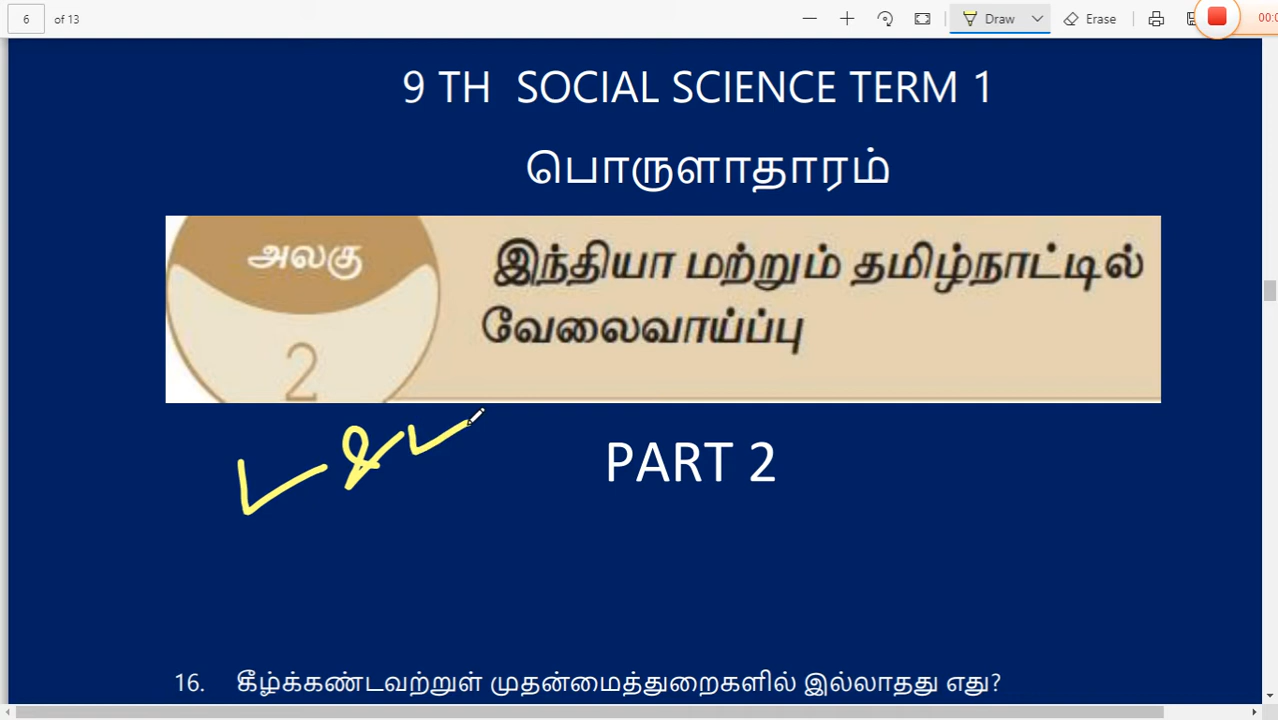 6 of 13 Draw Erase
9 TH SOCIAL SCIENCE TERM 1
பொருளாதாரம்
அலகு
2
இந்தியா மற்றும் தமிழ்நாட்டில்
வேலைவாய்ப்பு
PART 2
16. கீழ்க்கண்டவற்றுள் முதன்மைத்துறைகளில் இல்லாதது எது?